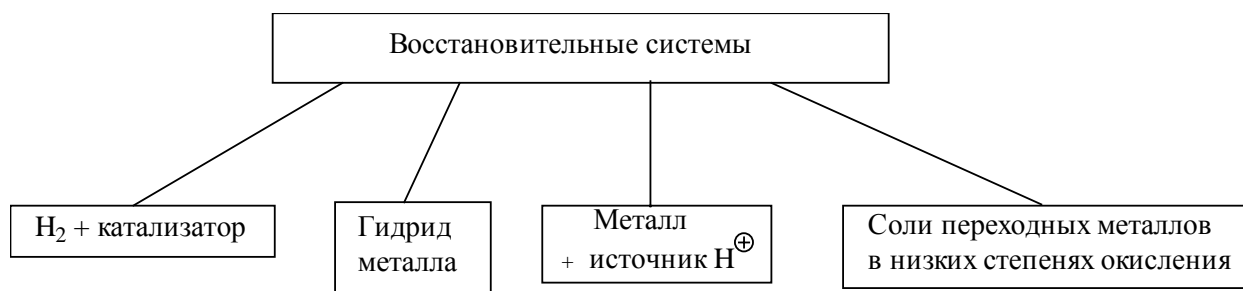 Восстановительные системы
H₂ + катализатор
Гидрид
металла
Металл
+ источник H⊕
Соли переходных металлов
в низких степенях окисления